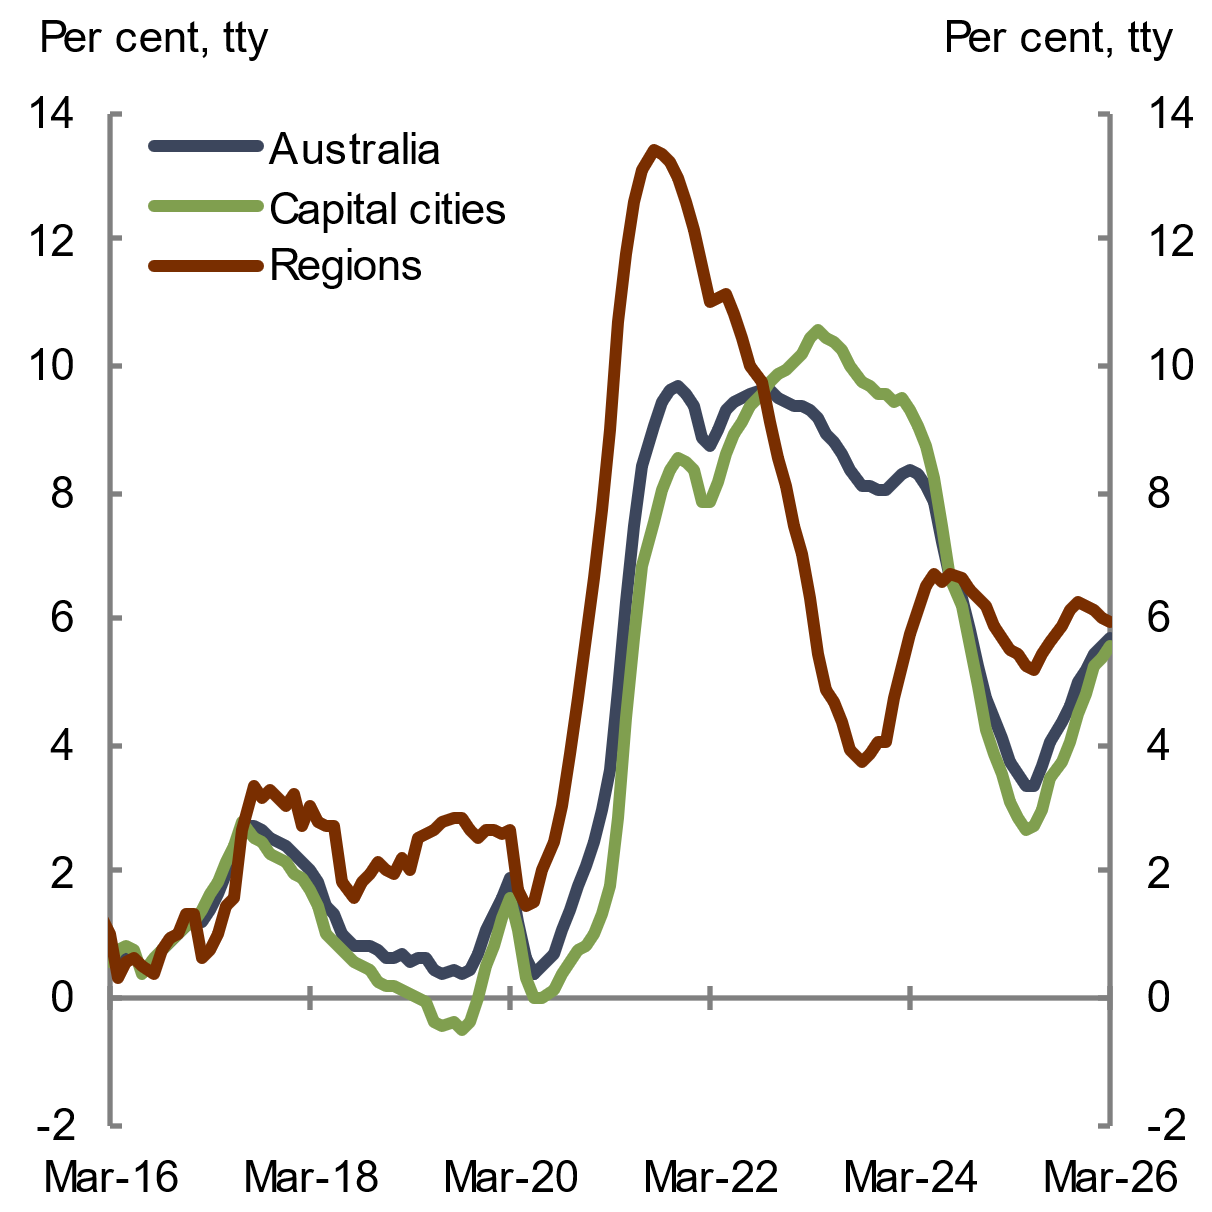 Per cent, tty Per cent, tty
14 14
Australia
Capital cities
12 12
Regions
10 10
8 8
6 6
4 4
2 2
0 0
-2 -2
Mar-16 Mar-18 Mar-20 Mar-22 Mar-24 Mar-26